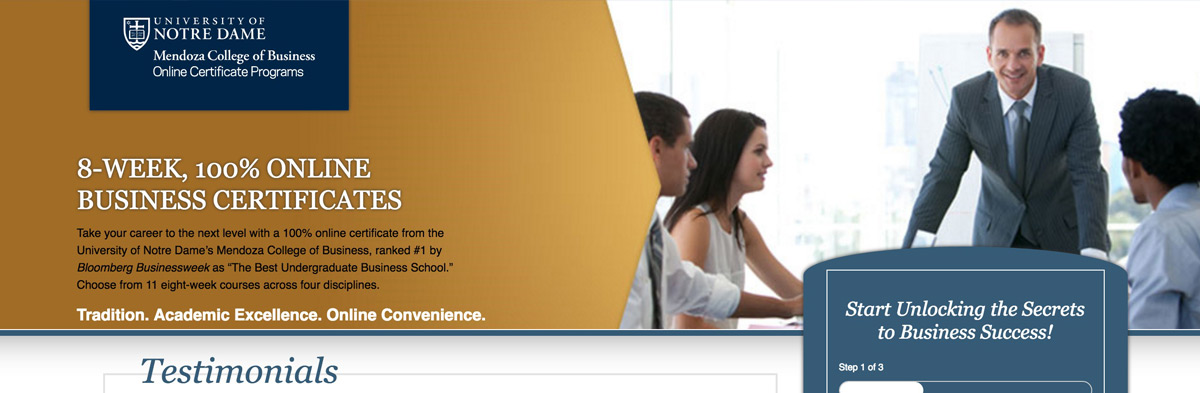 UNIVERSITY OF
NOTRE DAME
Mendoza College of Business
Online Certificate Programs
8-WEEK, 100% ONLINE
BUSINESS CERTIFICATES
Take your career to the next level with a 100% online certificate from the
University of Notre Dame's Mendoza College of Business, ranked #1 by
Bloomberg Businessweek as "The Best Undergraduate Business School."
Choose from 11 eight-week courses across four disciplines.
Tradition. Academic Excellence. Online Convenience.
Start Unlocking the Secrets
to Business Success!
Step 1 of 3
Testimonials